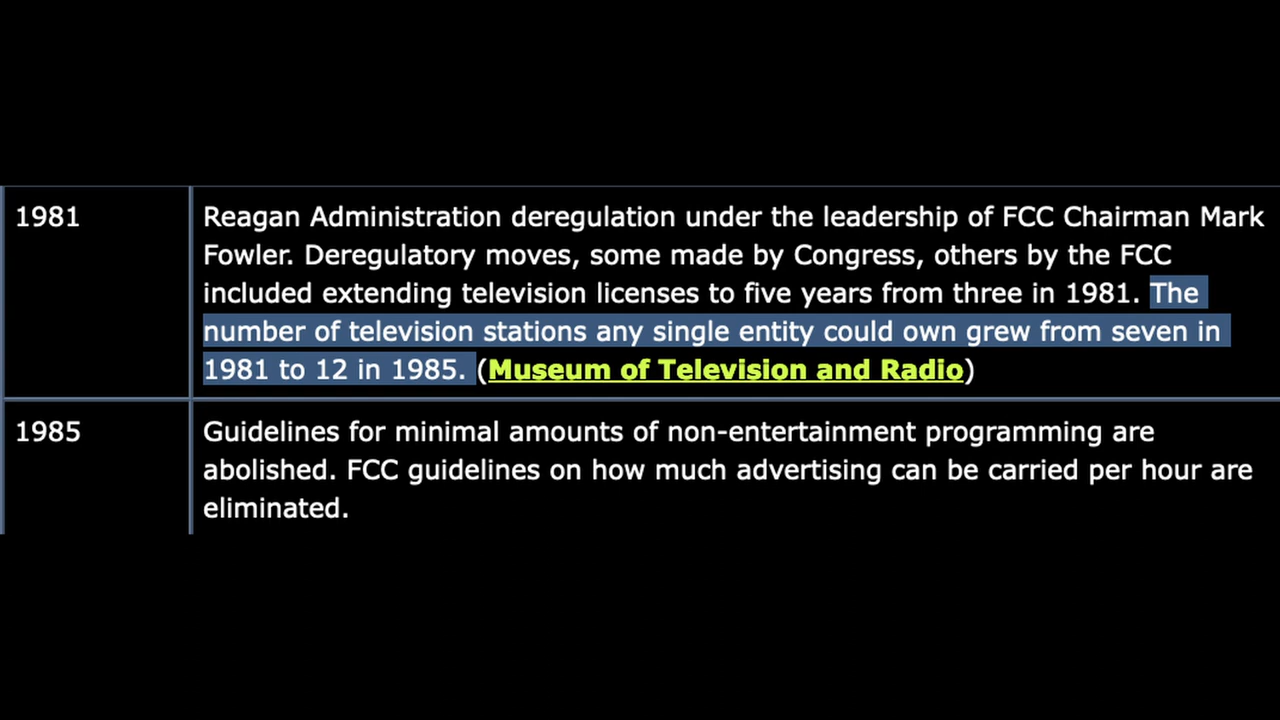 1981
Reagan Administration deregulation under the leadership of FCC Chairman Mark
Fowler. Deregulatory moves, some made by Congress, others by the FCC
included extending television licenses to five years from three in 1981. The
number of television stations any single entity could own grew from seven in
1981 to 12 in 1985. (Museum of Television and Radio)
1985
Guidelines for minimal amounts of non-entertainment programming are
abolished. FCC guidelines on how much advertising can be carried per hour are
eliminated.